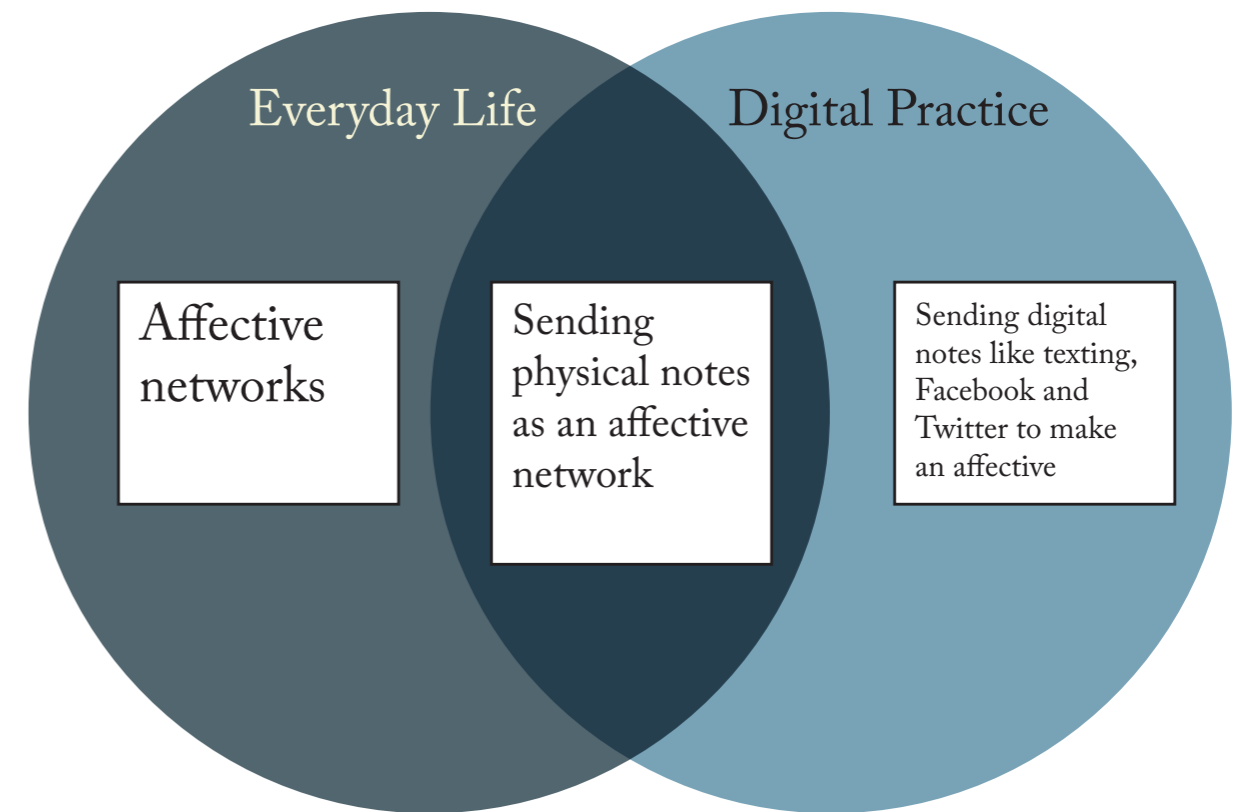 Everyday Life
Digital Practice
Affective
networks
Sending
physical notes
as an affective
network
Sending digital
notes like texting,
Facebook and
Twitter to make
an affective